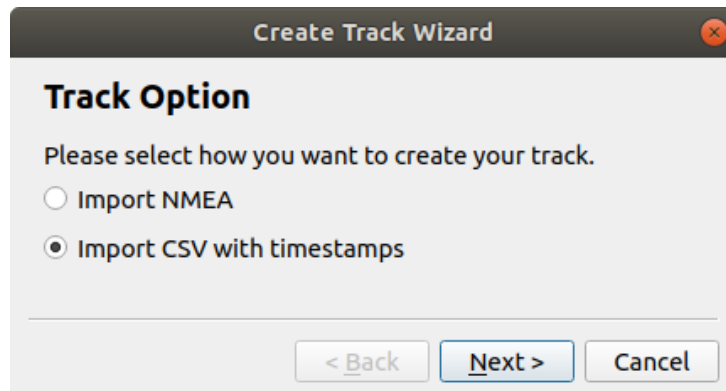 Create Track Wizard
Track Option
Please select how you want to create your track.
Import NMEA
Import CSV with timestamps
< Back Next > Cancel